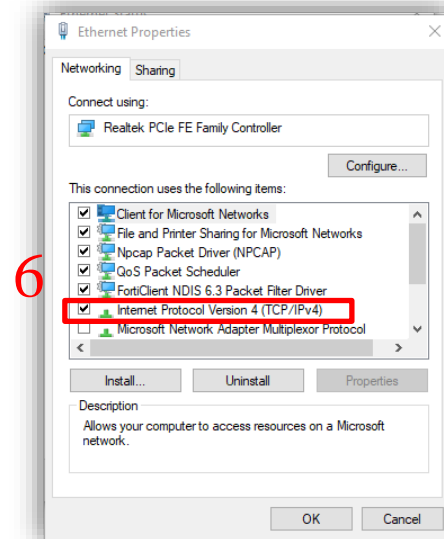 Ethernet Properties
Networking Sharing
Connect using:
Realtek PCIe FE Family Controller
Configure...
This connection uses the following items:
Client for Microsoft Networks
File and Printer Sharing for Microsoft Networks
Npcap Packet Driver (NPCAP)
QoS Packet Scheduler
6
FortiClient NDIS 6.3 Packet Filter Driver
Internet Protocol Version 4 (TCP/IPv4)
Microsoft Network Adapter Multiplexor Protocol
Install... Uninstall Properties
Description
Allows your computer to access resources on a Microsoft
network.
OK Cancel